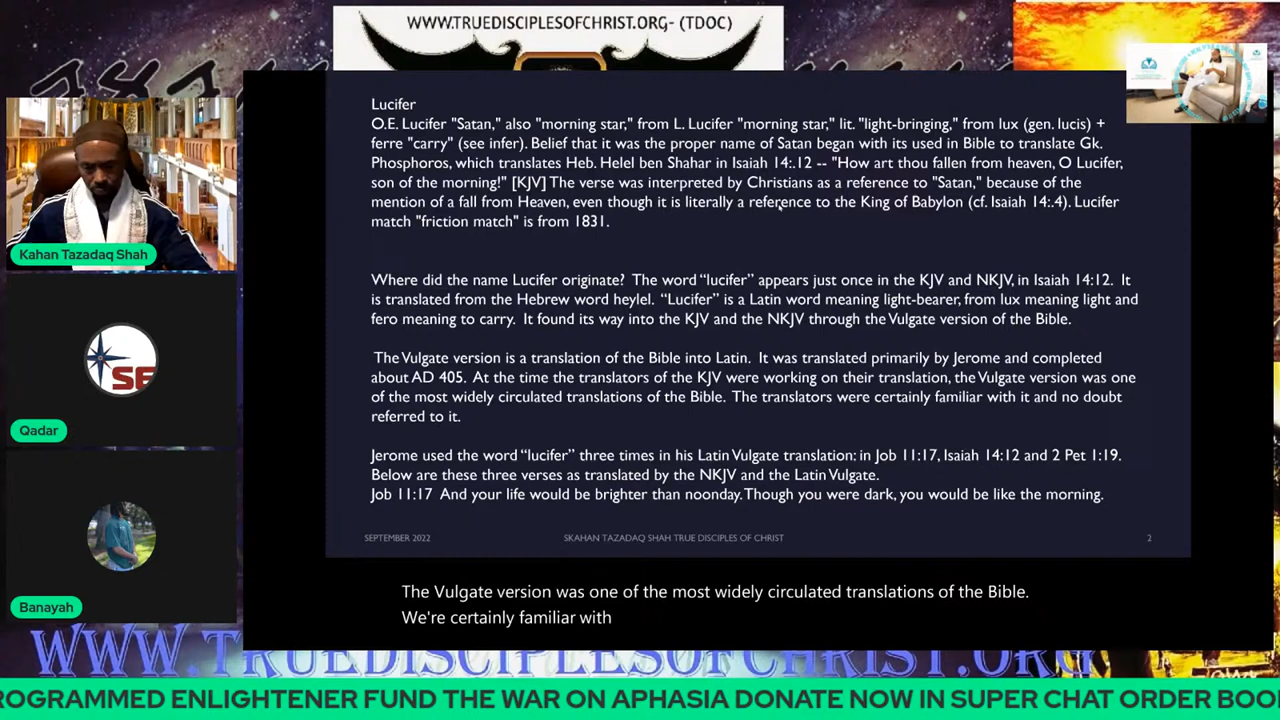 WWW.TRUEDISCIPLESOFCHRIST.ORG- (TDOC)
Lucifer
O.E. Lucifer "Satan," also "morning star," from L. Lucifer "morning star," lit. "light-bringing," from lux (gen. lucis) +
ferre "carry" (see infer). Belief that it was the proper name of Satan began with its used in Bible to translate Gk.
Phosphoros, which translates Heb. Helel ben Shahar in Isaiah 14:.12 -- "How art thou fallen from heaven, O Lucifer,
son of the morning!" [KJV] The verse was interpreted by Christians as a reference to "Satan," because of the
mention of a fall from Heaven, even though it is literally a reference to the King of Babylon (cf. Isaiah 14:.4). Lucifer
match "friction match" is from 1831.
Where did the name Lucifer originate? The word “lucifer” appears just once in the KJV and NKJV, in Isaiah 14:12. It
is translated from the Hebrew word heylel. “Lucifer” is a Latin word meaning light-bearer, from lux meaning light and
fero meaning to carry. It found its way into the KJV and the NKJV through the Vulgate version of the Bible.
The Vulgate version is a translation of the Bible into Latin. It was translated primarily by Jerome and completed
about AD 405. At the time the translators of the KJV were working on their translation, the Vulgate version was one
of the most widely circulated translations of the Bible. The translators were certainly familiar with it and no doubt
referred to it.
Jerome used the word “lucifer” three times in his Latin Vulgate translation: in Job 11:17, Isaiah 14:12 and 2 Pet 1:19.
Below are these three verses as translated by the NKJV and the Latin Vulgate.
Job 11:17 And your life would be brighter than noonday. Though you were dark, you would be like the morning.
SEPTEMBER 2022
SKAHAN TAZADAQ SHAH TRUE DISCIPLES OF CHRIST
2
Kahan Tazadaq Shah
SE
Qadar
Banayah
The Vulgate version was one of the most widely circulated translations of the Bible.
We're certainly familiar with
WWW.TRUEDISCIPLESOFCHRIST.ORG
ROGRAMMED ENLIGHTENER FUND THE WAR ON APHASIA DONATE NOW IN SUPER CHAT ORDER BOO